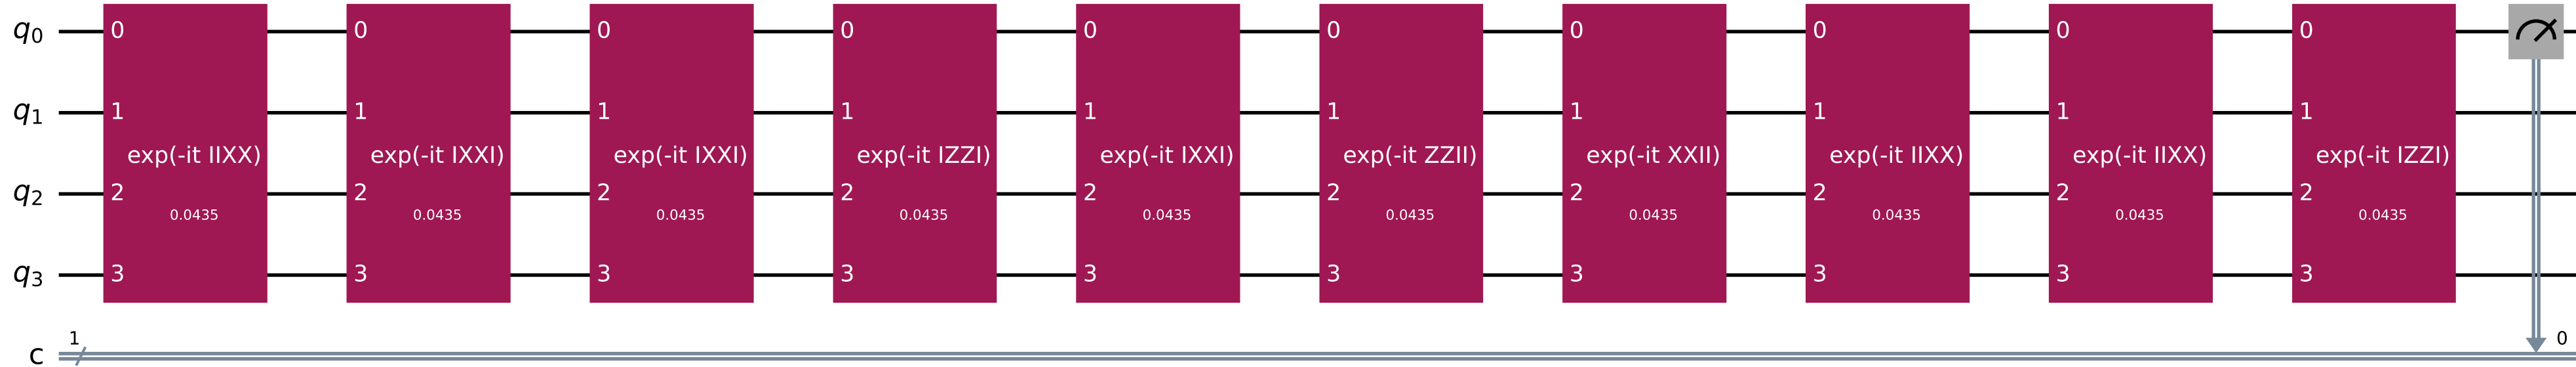 q0 0 0 0 0 0 0 0 0 0 0
q1 1 1 1 1 1 1 1 1 1 1
exp(-it IIXX) exp(-it IXXI) exp(-it IXXI) exp(-it IZZI) exp(-it IXXI) exp(-it ZZII) exp(-it XXII) exp(-it IIXX) exp(-it IIXX) exp(-it IZZI)
q2 2 2 2 2 2 2 2 2 2 2
0.0435 0.0435 0.0435 0.0435 0.0435 0.0435 0.0435 0.0435 0.0435 0.0435
q3 3 3 3 3 3 3 3 3 3 3
1 0
c